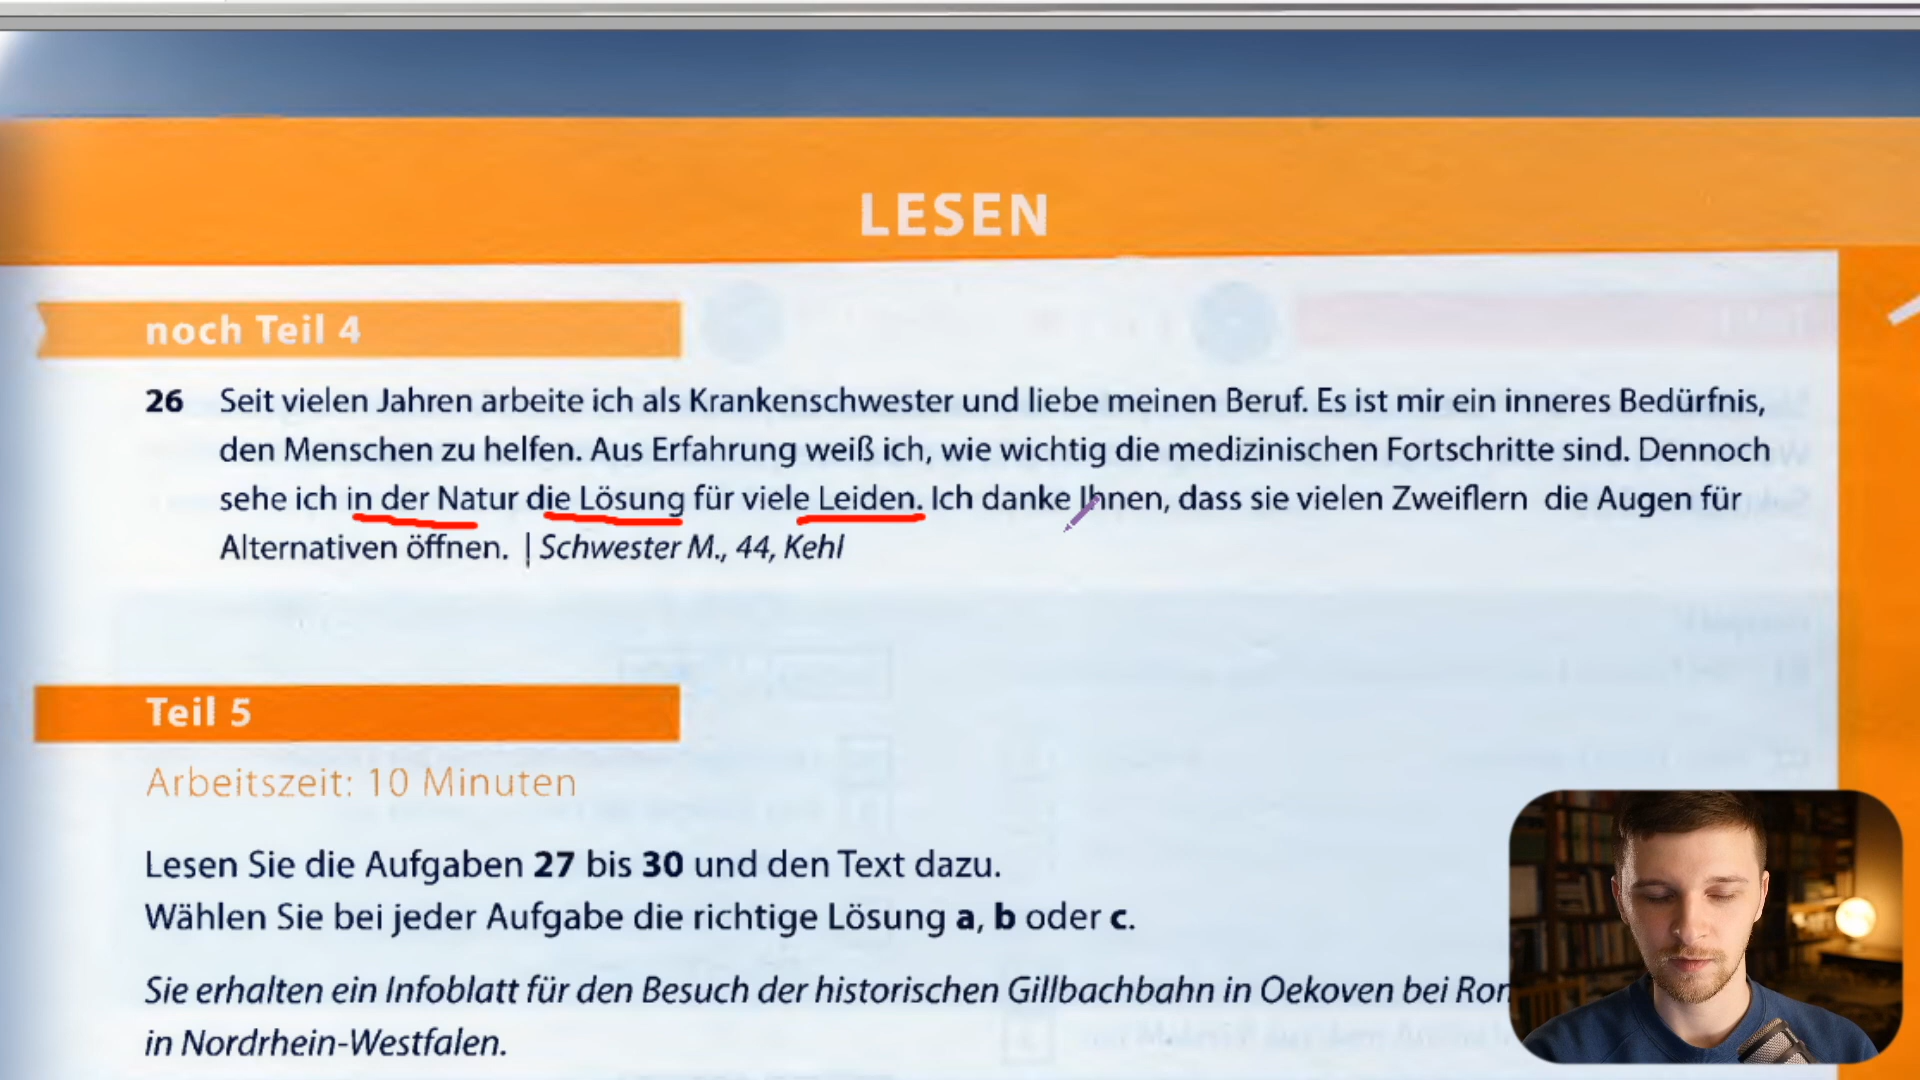 LESEN
noch Teil 4
26 Seit vielen Jahren arbeite ich als Krankenschwester und liebe meinen Beruf. Es ist mir ein inneres Bedürfnis,
den Menschen zu helfen. Aus Erfahrung weiß ich, wie wichtig die medizinischen Fortschritte sind. Dennoch
sehe ich in der Natur die Lösung für viele Leiden. Ich danke Ihnen, dass sie vielen Zweiflern die Augen für
Alternativen öffnen. | Schwester M., 44, Kehl
Teil 5
Arbeitszeit: 10 Minuten
Lesen Sie die Aufgaben 27 bis 30 und den Text dazu.
Wählen Sie bei jeder Aufgabe die richtige Lösung a, b oder c.
Sie erhalten ein Infoblatt für den Besuch der historischen Gillbachbahn in Oekoven bei
in Nordrhein-Westfalen.